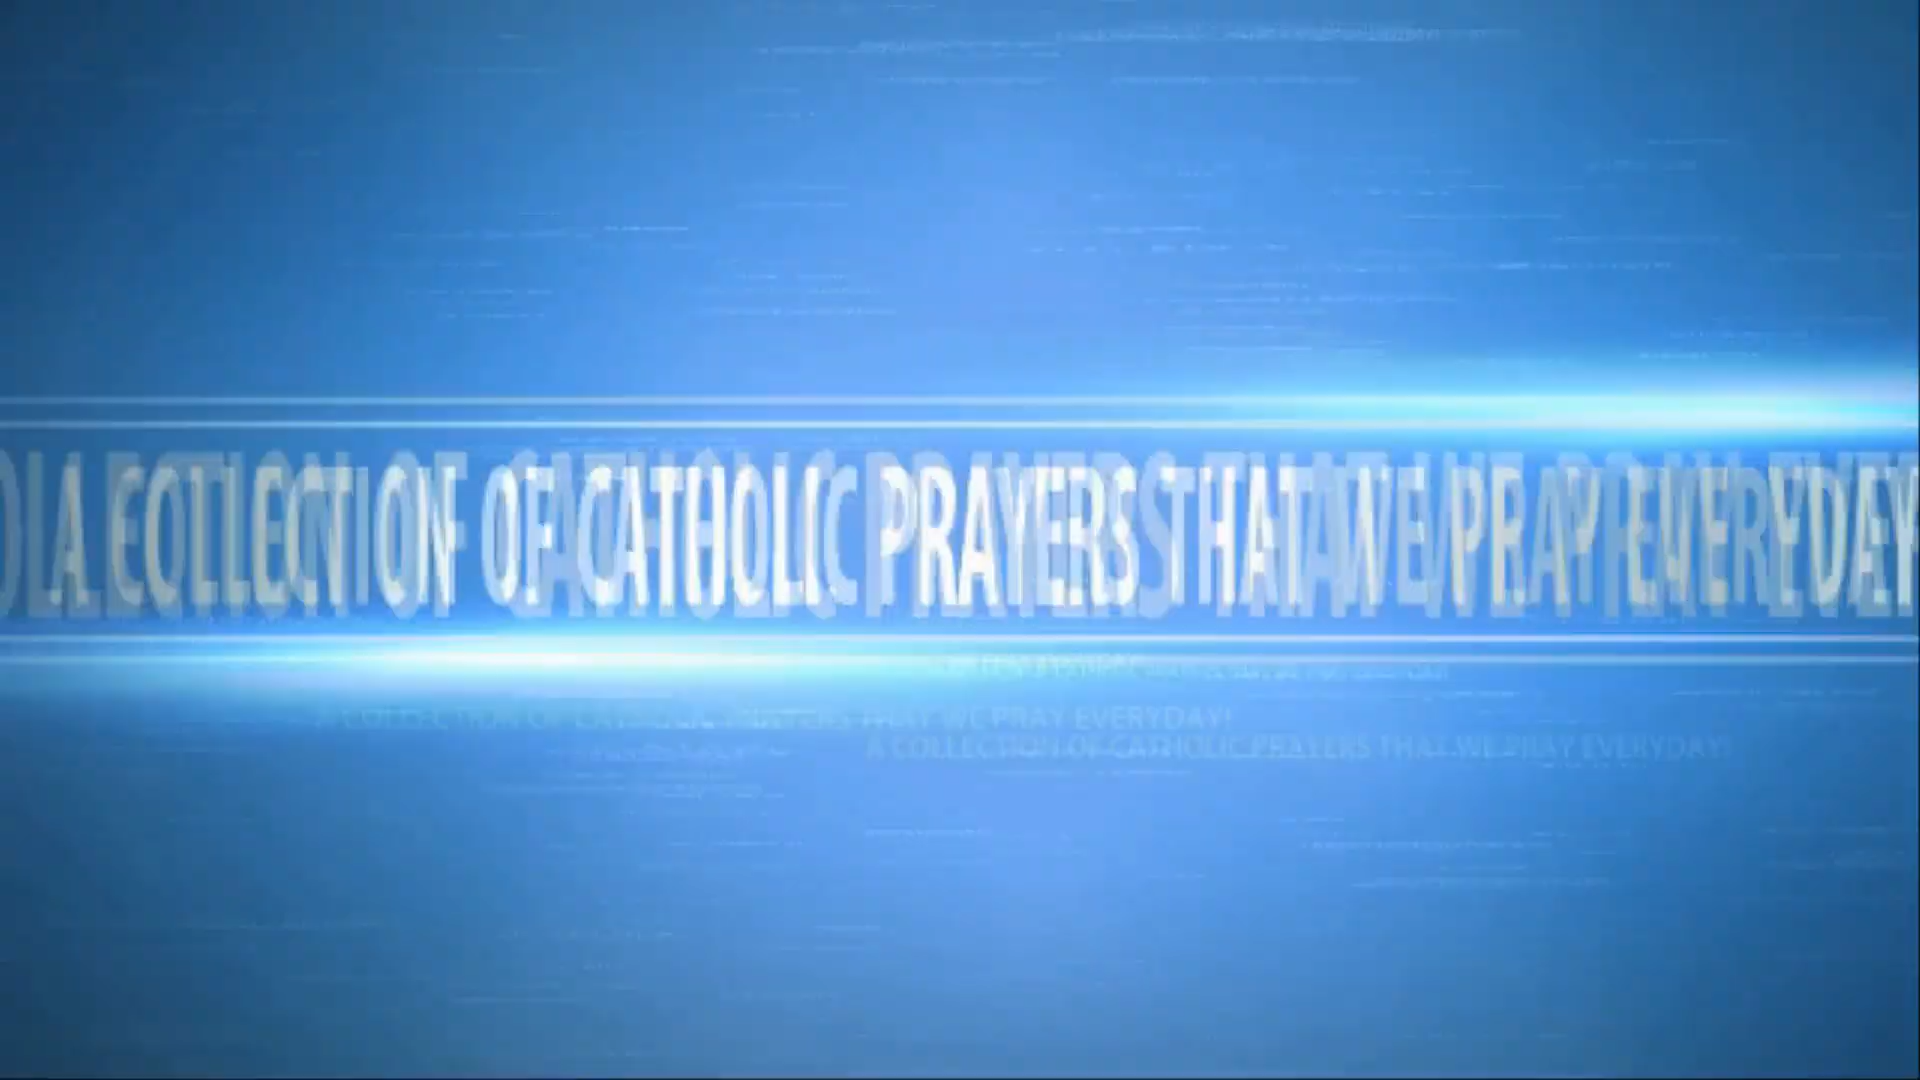 A COLLECTION OF CATHOLIC PRAYERS THAT WE PRAY EVERYDAY
A COLLECTION OF CATHOLIC PRAYERS THAT WE PRAY EVERYDAY!
A COLLECTION OF CATHOLIC PRAYERS THAT WE PRAY EVERYDAY!